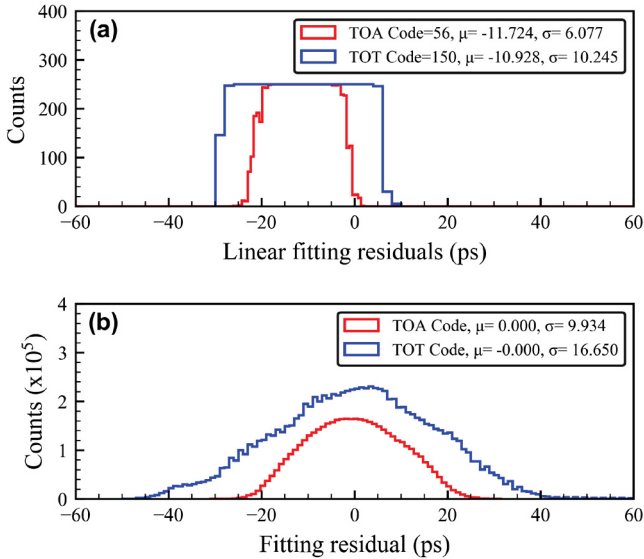 (a)
TOA Code=56, μ= -11.724, σ= 6.077
TOT Code=150, μ= -10.928, σ= 10.245
Counts
400
300
200
100
0
−60 −40 −20 0 20 40 60
Linear fitting residuals (ps)
(b)
TOA Code, μ= 0.000, σ= 9.934
TOT Code, μ= -0.000, σ= 16.650
Counts (x10⁵)
4
3
2
1
0
−60 −40 −20 0 20 40 60
Fitting residual (ps)